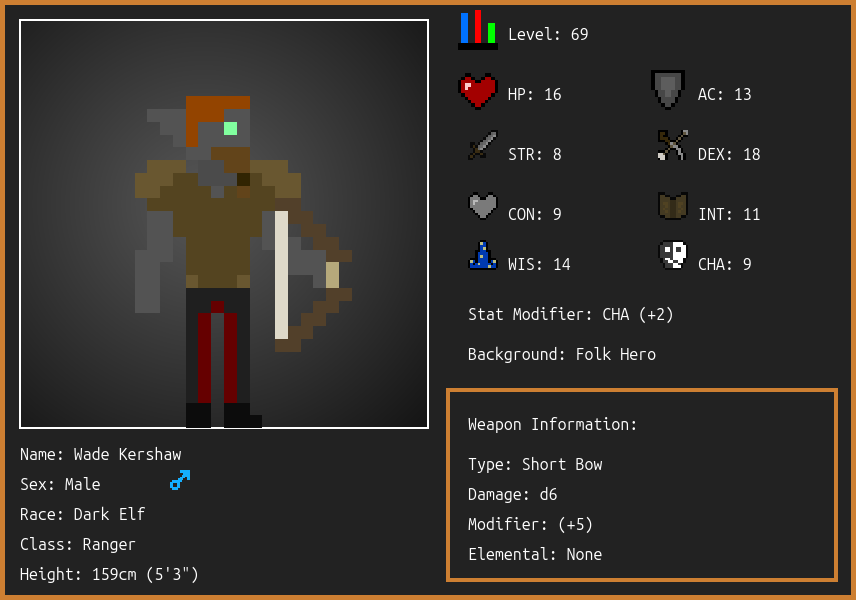 Level: 69
HP: 16
AC: 13
STR: 8
DEX: 18
CON: 9
INT: 11
WIS: 14
CHA: 9
Stat Modifier: CHA (+2)
Background: Folk Hero
Weapon Information:
Type: Short Bow
Damage: d6
Modifier: (+5)
Elemental: None
Name: Wade Kershaw
Sex: Male
Race: Dark Elf
Class: Ranger
Height: 159cm (5'3")